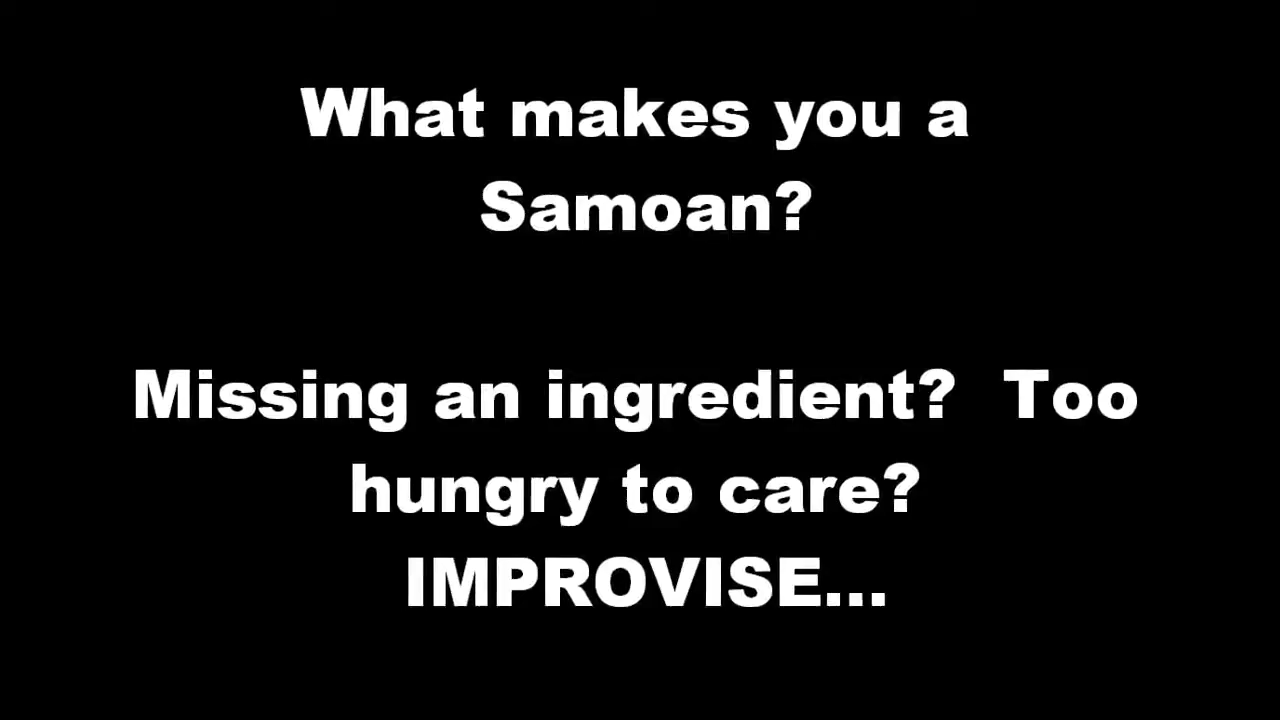 What makes you a
Samoan?
Missing an ingredient?  Too
hungry to care?
IMPROVISE...